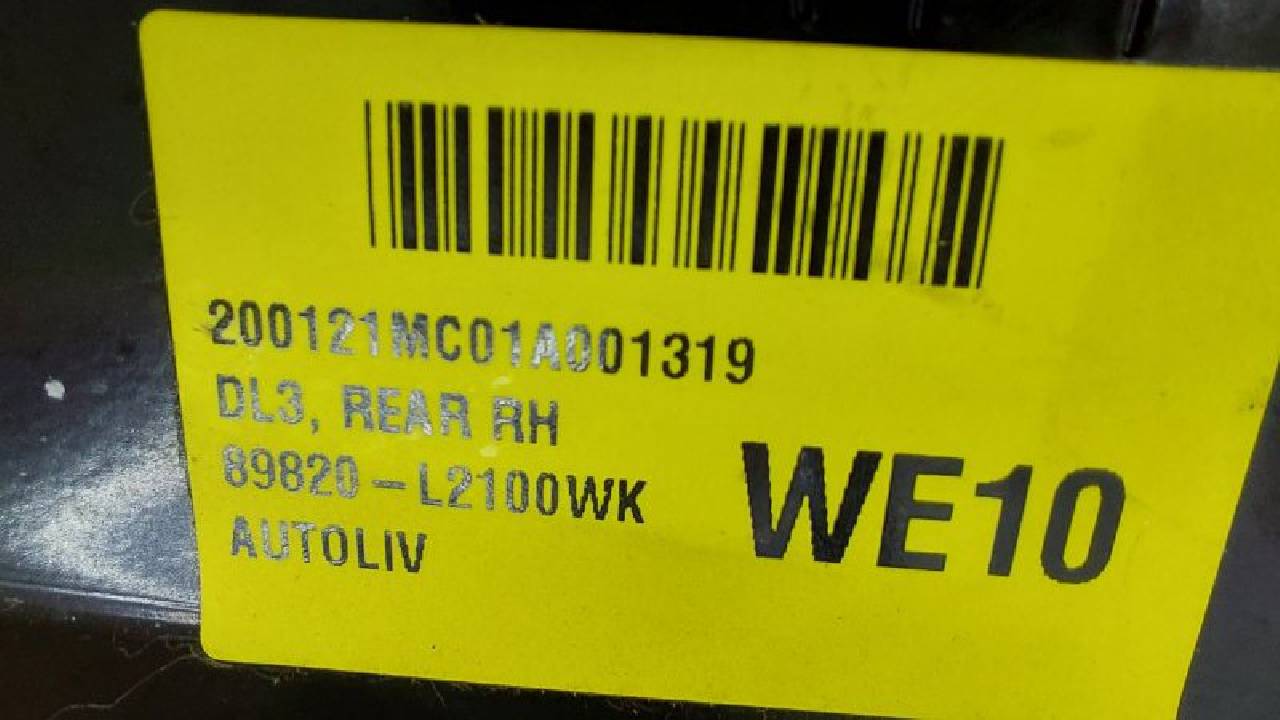 200121MC01A001319
DL3, REAR RH
89820-L2100WK
AUTOLIV
WE10